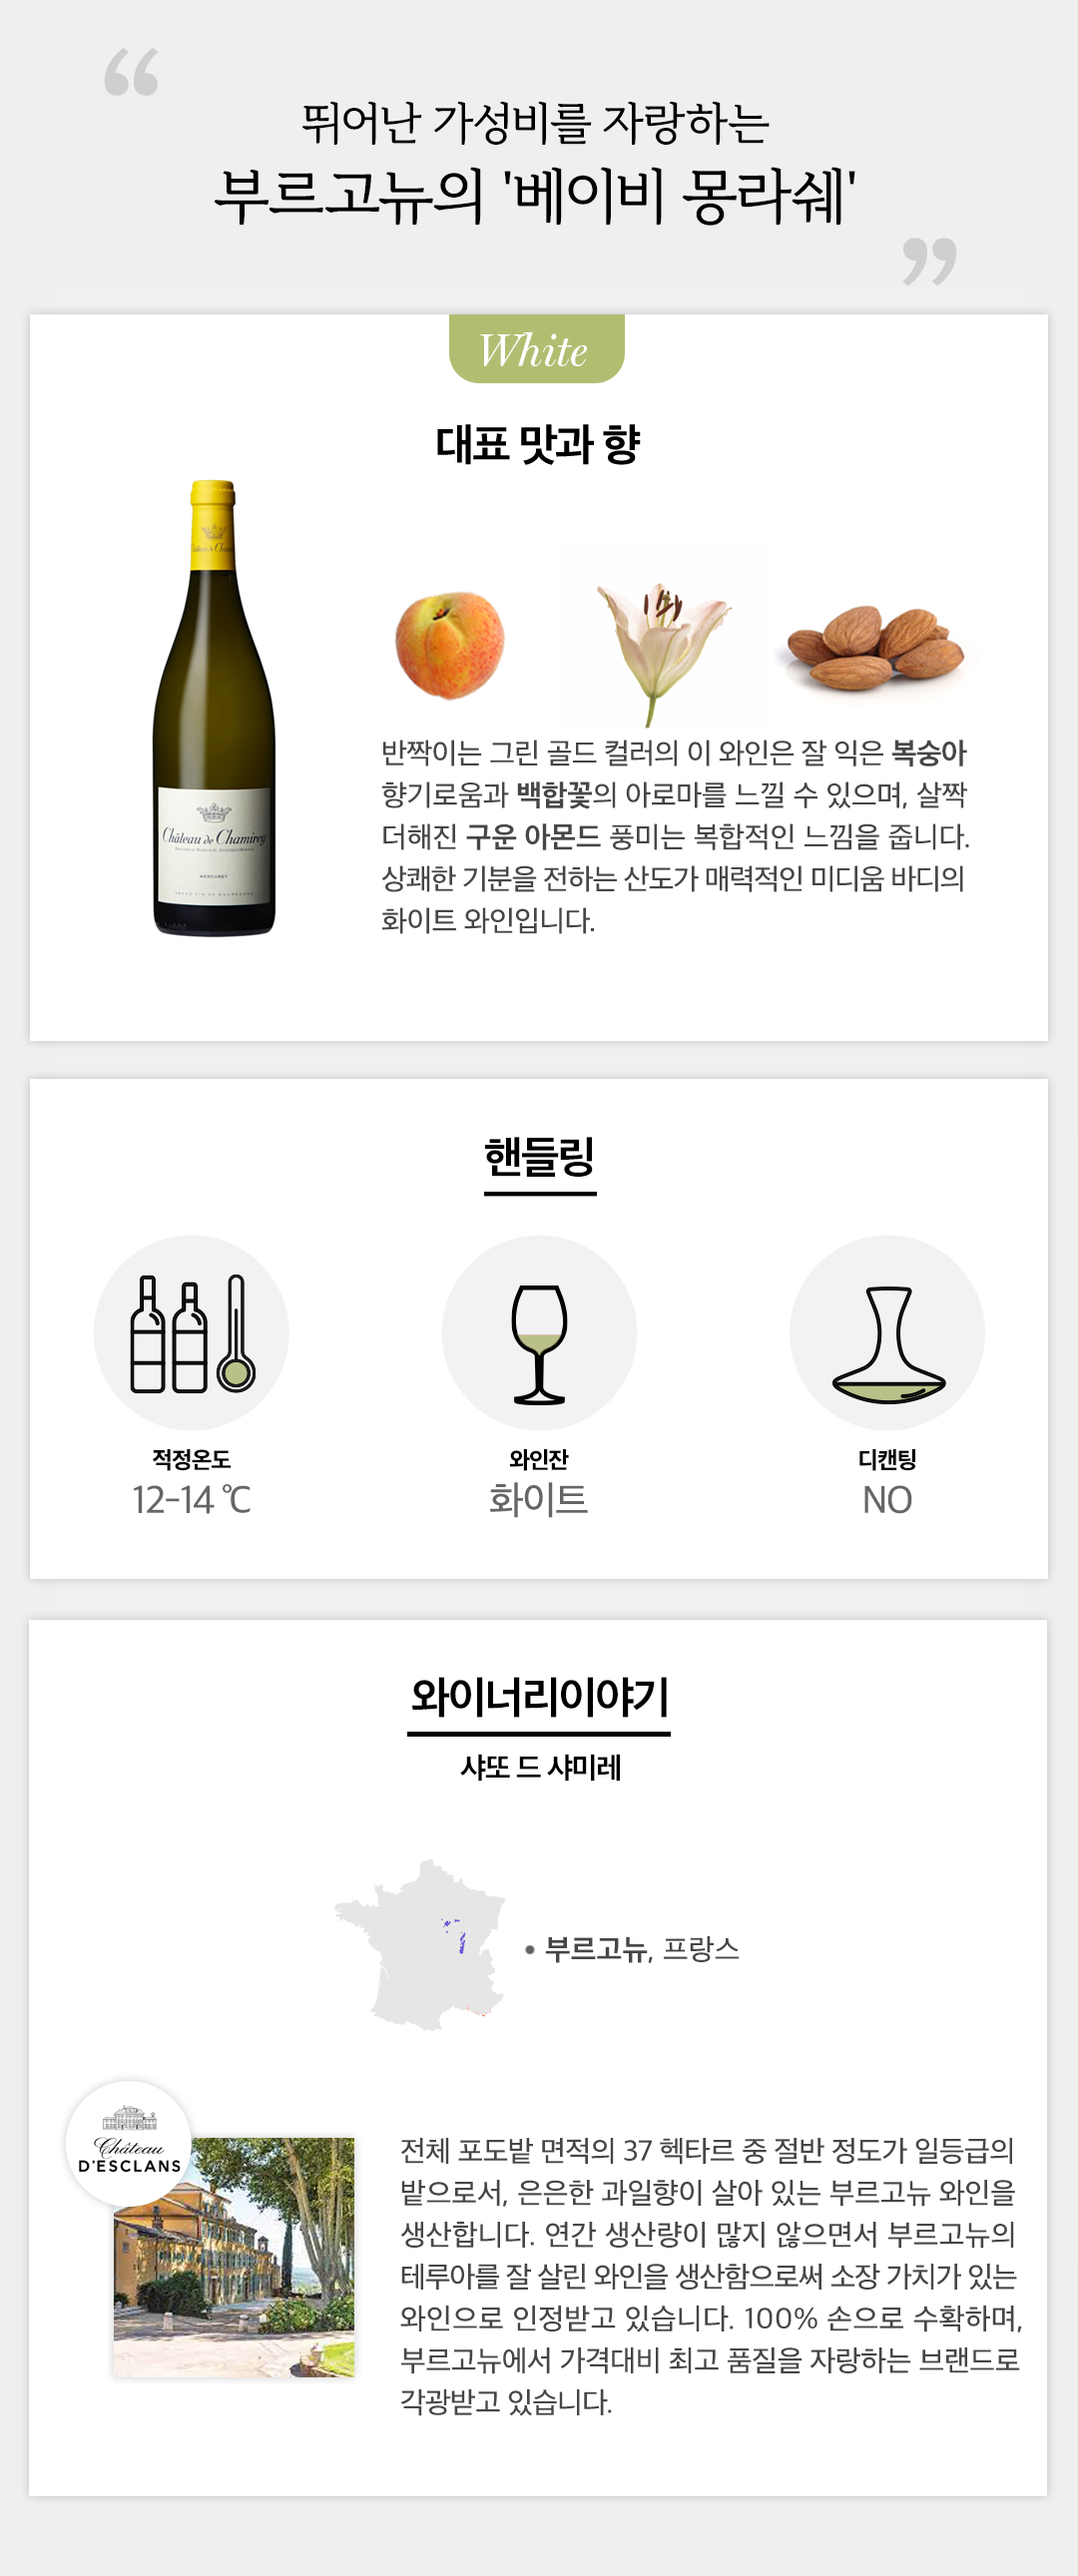 “
뛰어난 가성비를 자랑하는
부르고뉴의 '베이비 몽라쉐'
”
White
대표 맛과 향
Château de Chamirey
MERCUREY
GRAND VIN DE BOURGOGNE
반짝이는 그린 골드 컬러의 이 와인은 잘 익은 복숭아
향기로움과 백합꽃의 아로마를 느낄 수 있으며, 살짝
더해진 구운 아몬드 풍미는 복합적인 느낌을 줍니다.
상쾌한 기분을 전하는 산도가 매력적인 미디움 바디의
화이트 와인입니다.
핸들링
적정온도
12-14 ℃
와인잔
화이트
디캔팅
NO
와이너리이야기
샤또 드 샤미레
• 부르고뉴, 프랑스
Château
D'ESCLANS
전체 포도밭 면적의 37 헥타르 중 절반 정도가 일등급의
밭으로서, 은은한 과일향이 살아 있는 부르고뉴 와인을
생산합니다. 연간 생산량이 많지 않으면서 부르고뉴의
테루아를 잘 살린 와인을 생산함으로써 소장 가치가 있는
와인으로 인정받고 있습니다. 100% 손으로 수확하며,
부르고뉴에서 가격대비 최고 품질을 자랑하는 브랜드로
각광받고 있습니다.